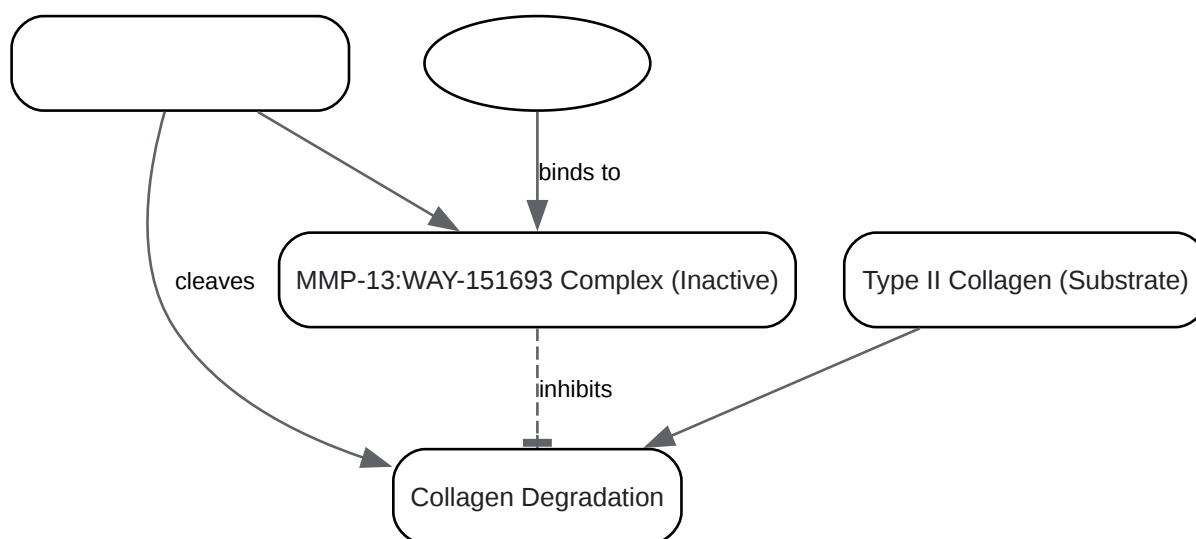 binds to
cleaves
MMP-13:WAY-151693 Complex (Inactive)
Type II Collagen (Substrate)
inhibits
Collagen Degradation